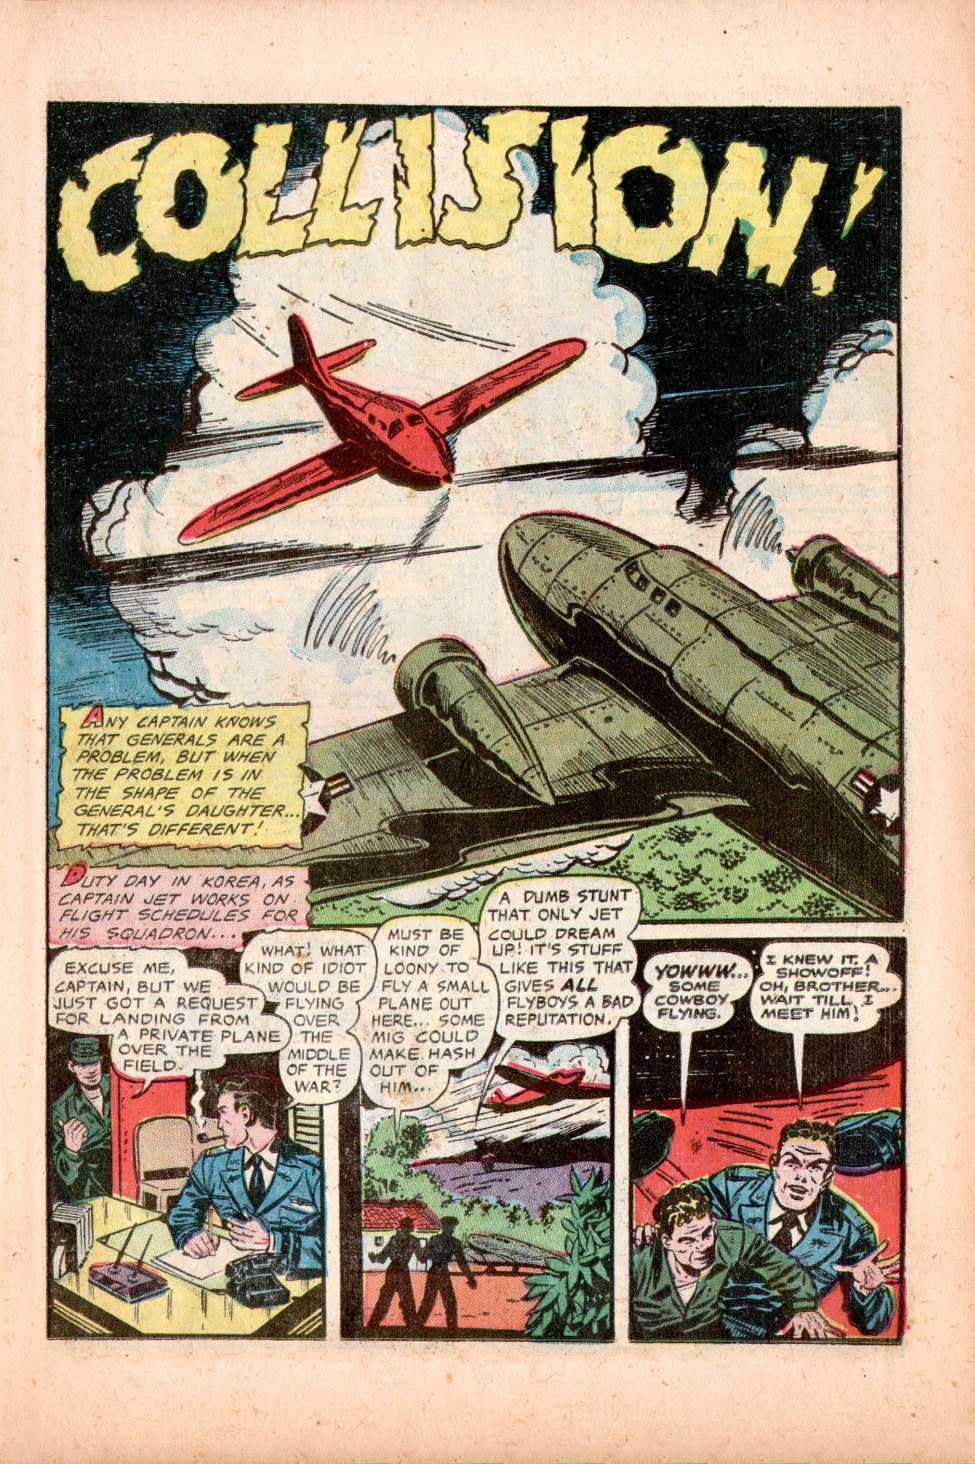 COLLISION!
ANY CAPTAIN KNOWS
THAT GENERALS ARE A
PROBLEM, BUT WHEN
THE PROBLEM IS IN
THE SHAPE OF THE
GENERAL'S DAUGHTER...
THAT'S DIFFERENT!
DUTY DAY IN KOREA, AS
CAPTAIN JET WORKS ON
FLIGHT SCHEDULES FOR
HIS SQUADRON...
EXCUSE ME,
CAPTAIN, BUT WE
JUST GOT A REQUEST
FOR LANDING FROM
A PRIVATE PLANE
OVER THE
FIELD.
WHAT! WHAT
KIND OF IDIOT
WOULD BE
FLYING
OVER
THE
MIDDLE
OF THE
WAR?
MUST BE
KIND OF
LOONY TO
FLY A SMALL
PLANE OUT
HERE... SOME
MIG COULD
MAKE HASH
OUT OF
HIM...
A DUMB STUNT
THAT ONLY JET
COULD DREAM
UP! IT'S STUFF
LIKE THIS THAT
GIVES ALL
FLYBOYS A BAD
REPUTATION.
YOWWW...
SOME
COWBOY
FLYING.
I KNEW IT. A
SHOWOFF!
OH, BROTHER...
WAIT TILL I
MEET HIM!